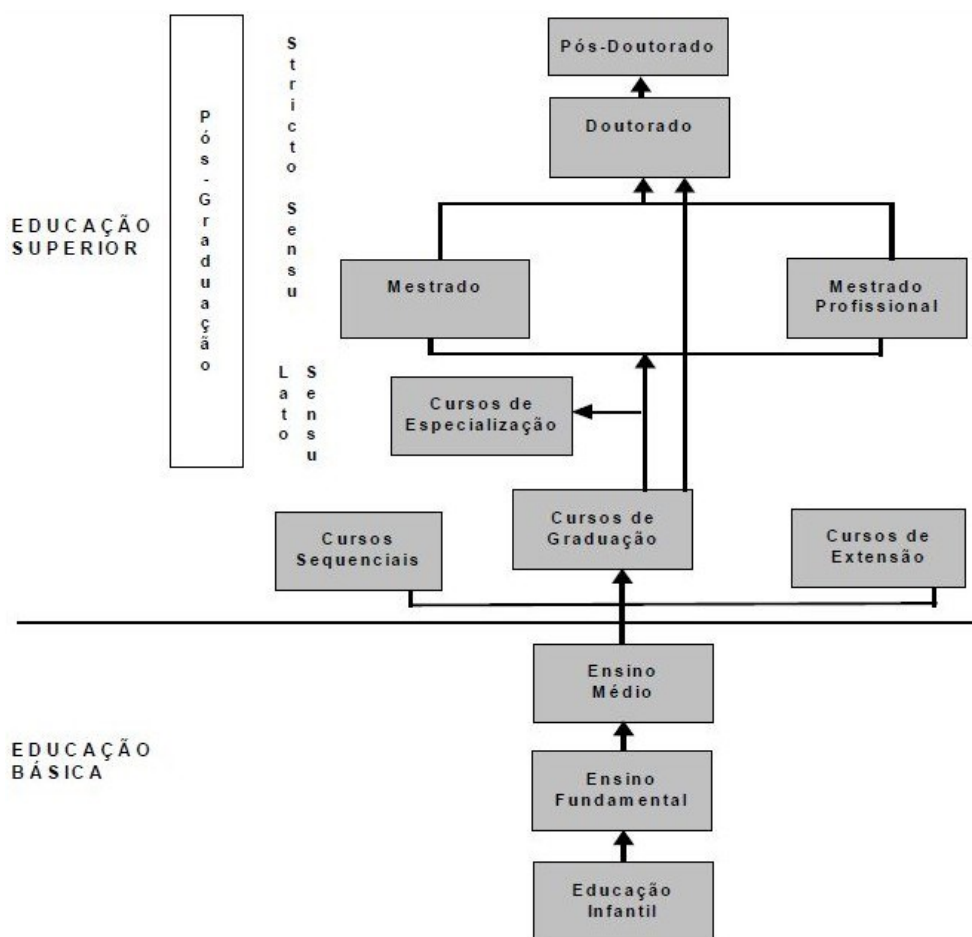 Pós-Doutorado
Doutorado
Stricto Sensu
Pós-Graduação
EDUCAÇÃO
SUPERIOR
Mestrado
Mestrado
Profissional
Lato
Sensu
Cursos de
Especialização
Cursos
Sequenciais
Cursos de
Graduação
Cursos de
Extensão
Ensino
Médio
EDUCAÇÃO
BÁSICA
Ensino
Fundamental
Educação
Infantil